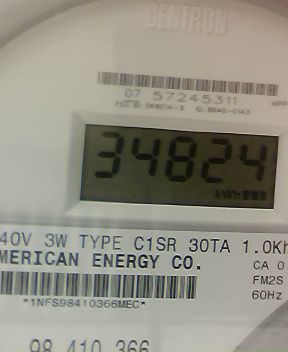 CENTRON®
07 57245311
34824
kWh
40V 3W TYPE C1SR 30TA 1.0Kh
MERICAN ENERGY CO.
CA 0
FM2S
60Hz
*1NFS98410366MEC*
98 410 366